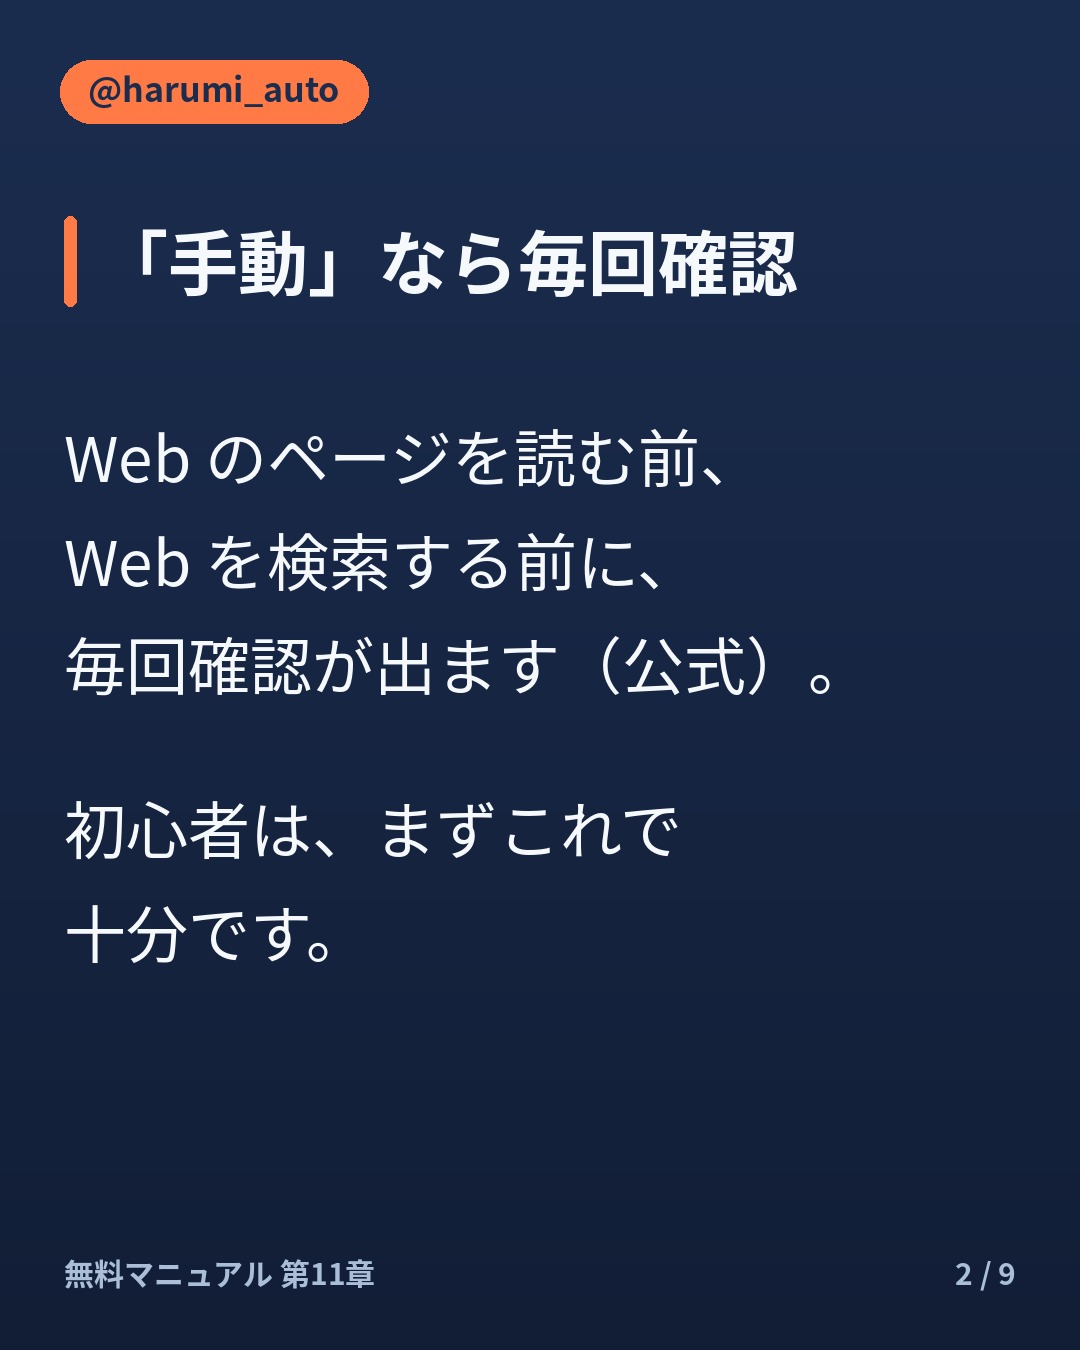 @harumi_auto
「手動」なら毎回確認
Web のページを読む前、
Web を検索する前に、
毎回確認が出ます（公式）。
初心者は、まずこれで
十分です。
無料マニュアル 第11章
2 / 9